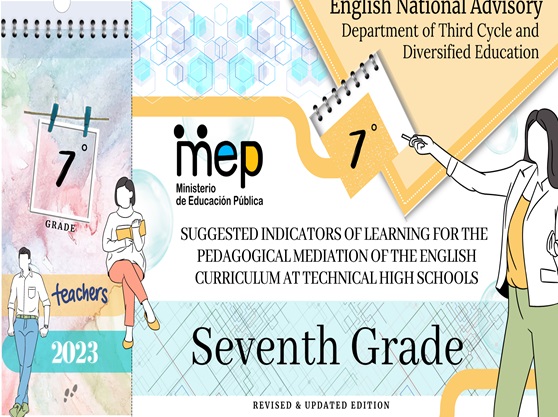 English National Advisory
Department of Third Cycle and
Diversified Education
7°
GRADE
teachers
2023
7°
mep
Ministerio
de Educación Pública
SUGGESTED INDICATORS OF LEARNING FOR THE
PEDAGOGICAL MEDIATION OF THE ENGLISH
CURRICULUM AT TECHNICAL HIGH SCHOOLS
Seventh Grade
REVISED & UPDATED EDITION